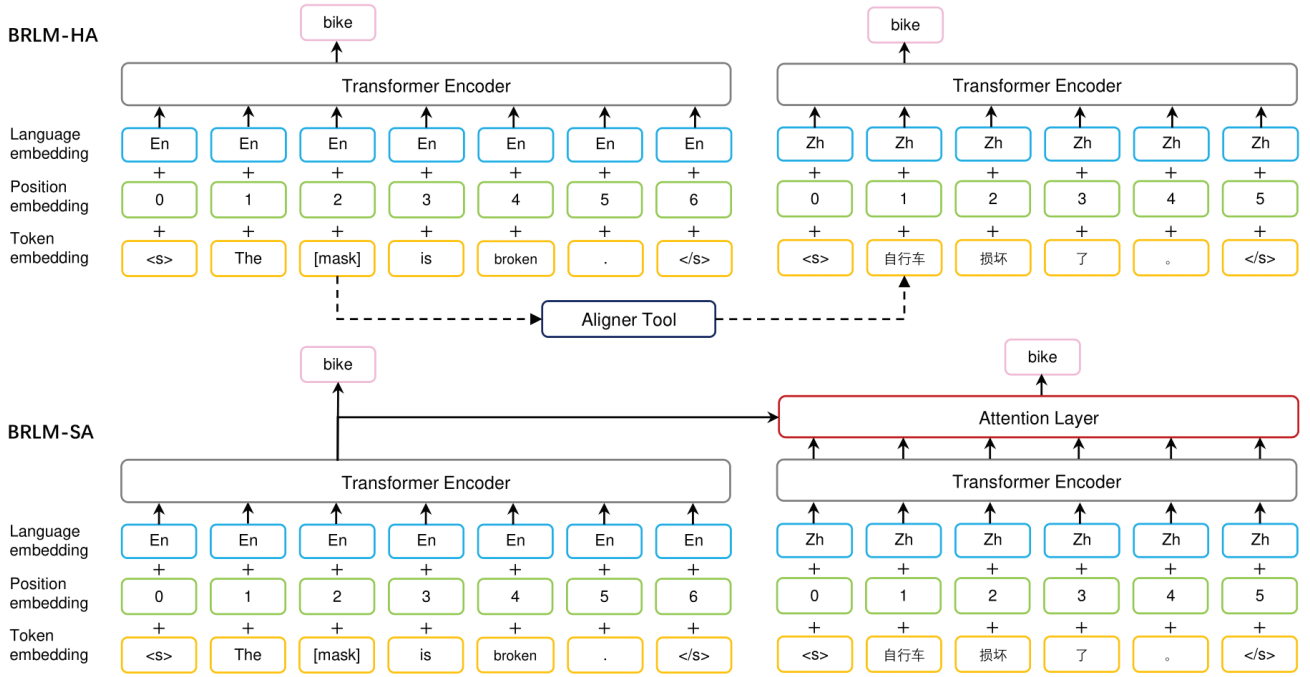 BRLM-HA
bike
bike
Transformer Encoder
Transformer Encoder
Language embedding
En En En En En En En
Zh Zh Zh Zh Zh Zh
+ + + + + + +
+ + + + + +
Position embedding
0 1 2 3 4 5 6
0 1 2 3 4 5
+ + + + + + +
+ + + + + +
Token embedding
<s> The [mask] is broken . </s>
<s> 自行车 损坏 了 。 </s>
Aligner Tool
BRLM-SA
bike
bike
Attention Layer
Transformer Encoder
Transformer Encoder
Language embedding
En En En En En En En
Zh Zh Zh Zh Zh Zh
+ + + + + + +
+ + + + + +
Position embedding
0 1 2 3 4 5 6
0 1 2 3 4 5
+ + + + + + +
+ + + + + +
Token embedding
<s> The [mask] is broken . </s>
<s> 自行车 损坏 了 。 </s>